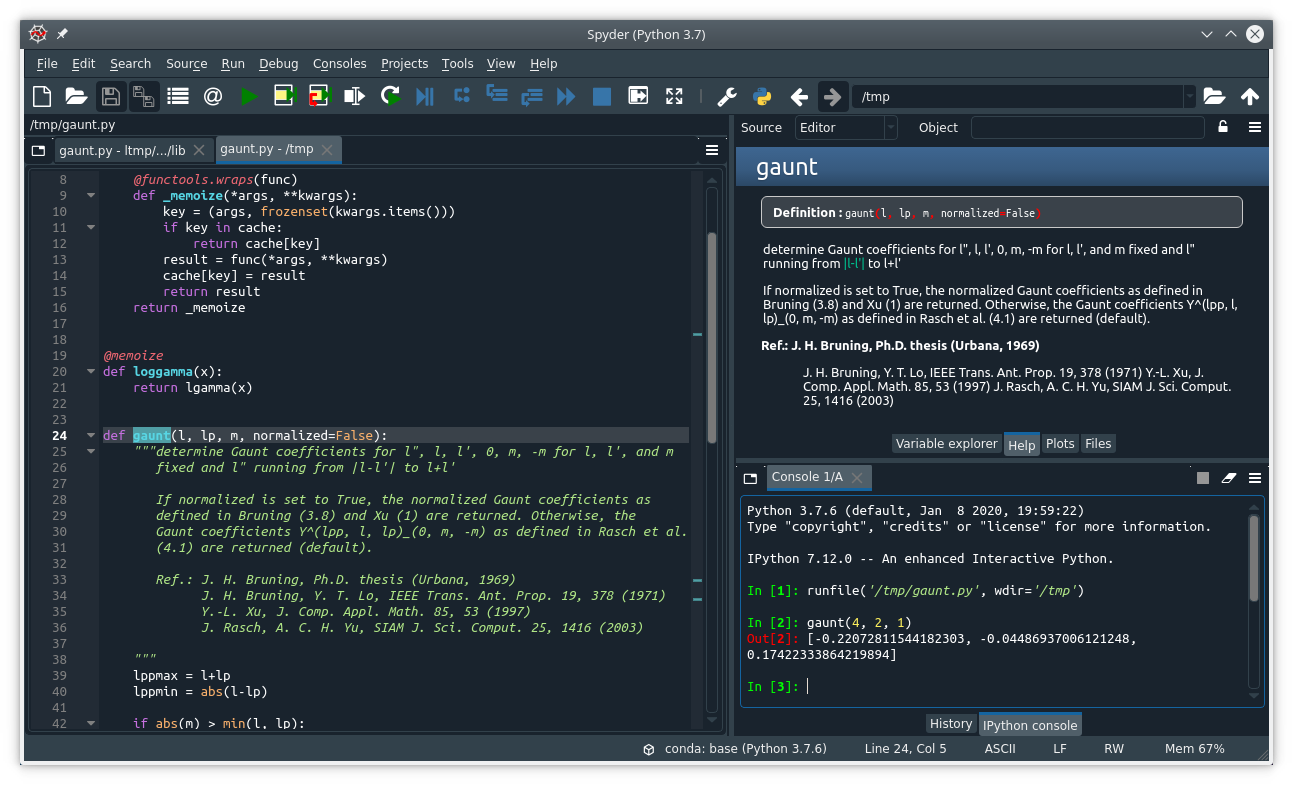 Spyder (Python 3.7)
File Edit Search Source Run Debug Consoles Projects Tools View Help
/tmp
/tmp/gaunt.py
gaunt.py - ltmp/.../lib
gaunt.py - /tmp
8 @functools.wraps(func)
9 def _memoize(*args, **kwargs):
10 key = (args, frozenset(kwargs.items()))
11 if key in cache:
12 return cache[key]
13 result = func(*args, **kwargs)
14 cache[key] = result
15 return result
16 return _memoize
17
18
19 @memoize
20 def loggamma(x):
21 return lgamma(x)
22
23
24 def gaunt(l, lp, m, normalized=False):
25 """determine Gaunt coefficients for l", l, l', 0, m, -m for l, l', and m
26 fixed and l" running from |l-l'| to l+l'
27
28 If normalized is set to True, the normalized Gaunt coefficients as
29 defined in Bruning (3.8) and Xu (1) are returned. Otherwise, the
30 Gaunt coefficients Y^(lpp, l, lp)_(0, m, -m) as defined in Rasch et al.
31 (4.1) are returned (default).
32
33 Ref.: J. H. Bruning, Ph.D. thesis (Urbana, 1969)
34 J. H. Bruning, Y. T. Lo, IEEE Trans. Ant. Prop. 19, 378 (1971)
35 Y.-L. Xu, J. Comp. Appl. Math. 85, 53 (1997)
36 J. Rasch, A. C. H. Yu, SIAM J. Sci. Comput. 25, 1416 (2003)
37
38 """
39 lppmax = l+lp
40 lppmin = abs(l-lp)
41
42 if abs(m) > min(l, lp):
Source Editor Object
gaunt
Definition : gaunt(l, lp, m, normalized=False)
determine Gaunt coefficients for l", l, l', 0, m, -m for l, l', and m fixed and l"
running from |l-l'| to l+l'
If normalized is set to True, the normalized Gaunt coefficients as defined in
Bruning (3.8) and Xu (1) are returned. Otherwise, the Gaunt coefficients Y^(lpp, l,
lp)_(0, m, -m) as defined in Rasch et al. (4.1) are returned (default).
Ref.: J. H. Bruning, Ph.D. thesis (Urbana, 1969)
J. H. Bruning, Y. T. Lo, IEEE Trans. Ant. Prop. 19, 378 (1971) Y.-L. Xu, J.
Comp. Appl. Math. 85, 53 (1997) J. Rasch, A. C. H. Yu, SIAM J. Sci. Comput.
25, 1416 (2003)
Variable explorer Help Plots Files
Console 1/A
Python 3.7.6 (default, Jan  8 2020, 19:59:22)
Type "copyright", "credits" or "license" for more information.
IPython 7.12.0 -- An enhanced Interactive Python.
In [1]: runfile('/tmp/gaunt.py', wdir='/tmp')
In [2]: gaunt(4, 2, 1)
Out[2]: [-0.22072811544182303, -0.04486937006121248,
0.17422333864219894]
In [3]:
History IPython console
conda: base (Python 3.7.6) Line 24, Col 5 ASCII LF RW Mem 67%